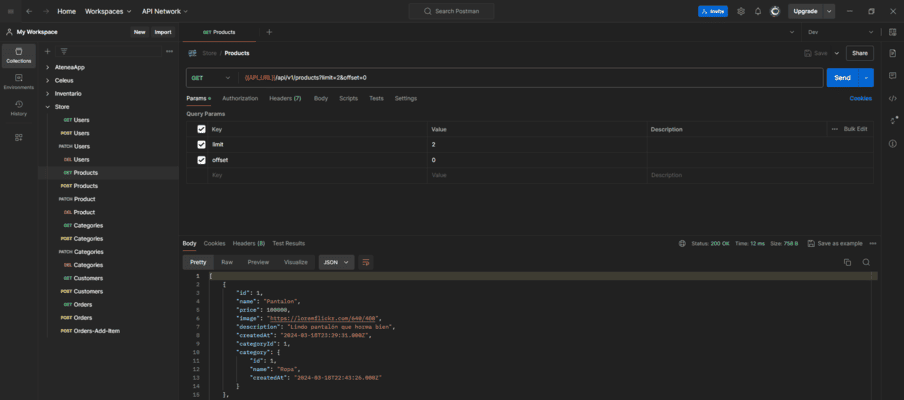 Home Workspaces API Network Search Postman Invite Upgrade
My Workspace New Import GET Products Dev
Collections
Environments
History
AteneaApp
Celeus
Inventario
Store
GET Users
POST Users
PATCH Users
DEL Users
GET Products
POST Products
PATCH Product
DEL Product
GET Categories
POST Categories
PATCH Categories
DEL Categories
GET Customers
POST Customers
GET Orders
POST Orders
POST Orders-Add-Item
Store / Products Save Share
GET {{API_URL}}/api/v1/products?limit=2&offset=0 Send
Params Authorization Headers (7) Body Scripts Tests Settings Cookies
Query Params
Key Value Description Bulk Edit
limit 2
offset 0
Key Value Description
Body Cookies Headers (8) Test Results Status: 200 OK Time: 12 ms Size: 758 B Save as example
Pretty Raw Preview Visualize JSON
1 [
2 {
3 "id": 1,
4 "name": "Pantalon",
5 "price": 100000,
6 "image": "https://loremflickr.com/640/480",
7 "description": "Lindo pantalón que horma bien",
8 "createdAt": "2024-03-18T22:29:31.000Z",
9 "categoryId": 1,
10 "category": {
11 "id": 1,
12 "name": "Ropa",
13 "createdAt": "2024-03-18T22:43:26.000Z"
14 }
15 },